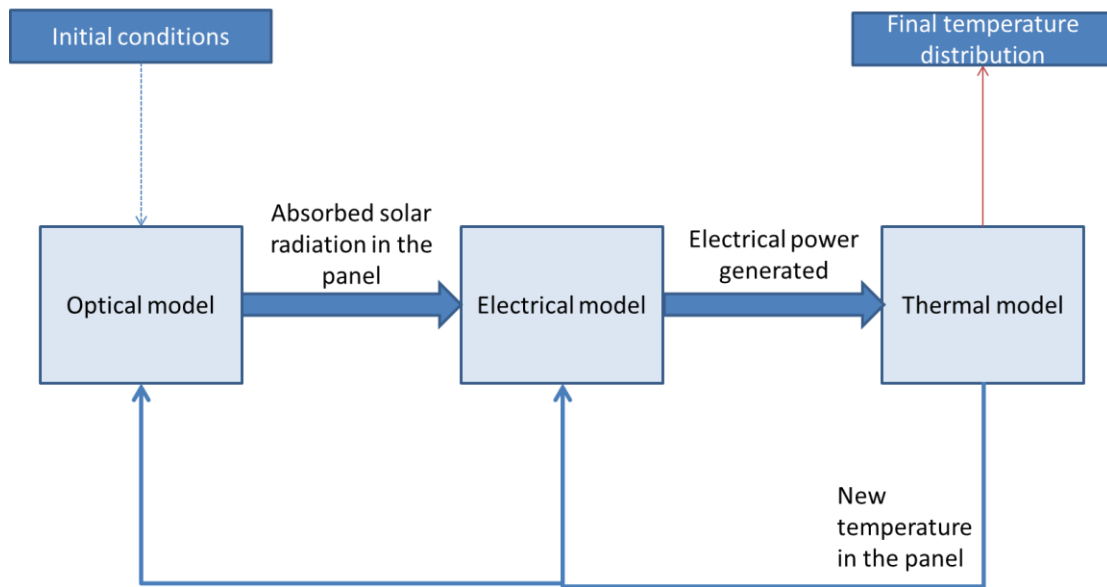 Initial conditions
Final temperature
distribution
Absorbed solar
radiation in the
panel
Electrical power
generated
Optical model
Electrical model
Thermal model
New
temperature
in the panel